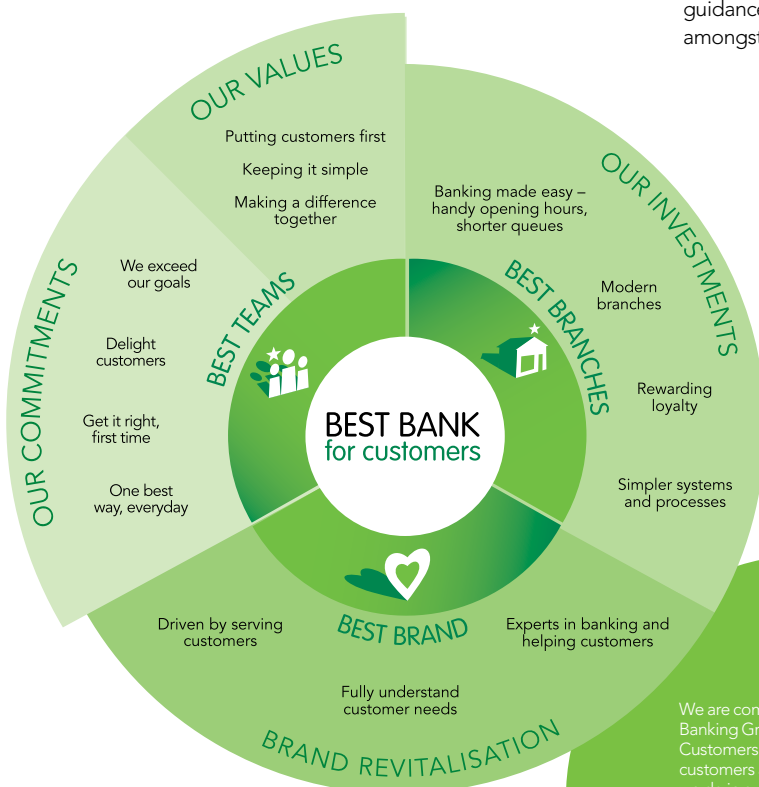 guidance
amongst
OUR VALUES
Putting customers first
Keeping it simple
Making a difference
together
OUR INVESTMENTS
Banking made easy –
handy opening hours,
shorter queues
Modern
branches
Rewarding
loyalty
Simpler systems
and processes
OUR COMMITMENTS
We exceed
our goals
Delight
customers
Get it right,
first time
One best
way, everyday
BEST TEAMS
BEST BRANCHES
BEST BANK
for customers
BEST BRAND
Driven by serving
customers
Experts in banking and
helping customers
Fully understand
customer needs
BRAND REVITALISATION
We are
Banking
Customers
customers